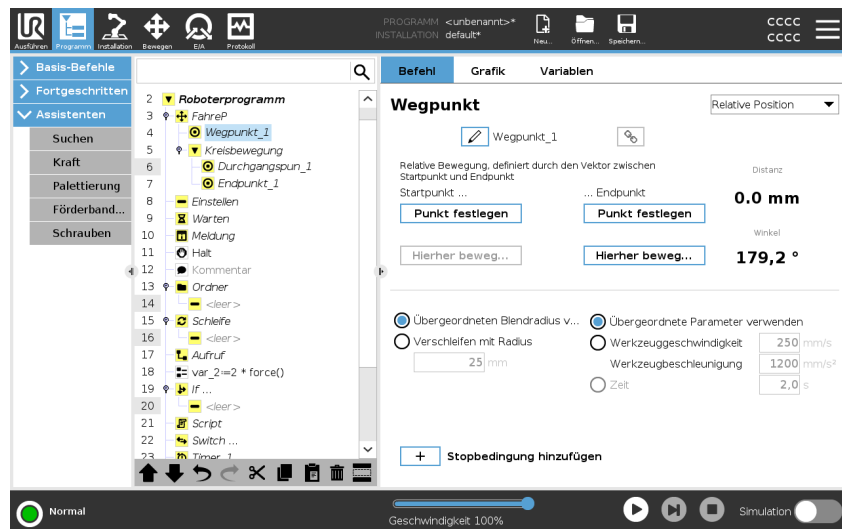 PROGRAMM <unbenannt>*
INSTALLATION default*
Ausführen Programm Installation Bewegen E/A Protokoll
Neu... Öffnen... Speichern...
CCCC
CCCC
Basis-Befehle
Fortgeschritten
Assistenten
Suchen
Kraft
Palettierung
Förderband...
Schrauben
2 Roboterprogramm
3 FahreP
4 Wegpunkt_1
5 Kreisbewegung
6 Durchgangspun_1
7 Endpunkt_1
8 Einstellen
9 Warten
10 Meldung
11 Halt
12 Kommentar
13 Ordner
14 <leer>
15 Schleife
16 <leer>
17 Aufruf
18 var_2:=2 * force()
19 If ...
20 <leer>
21 Script
22 Switch ...
23 Timer_1
Befehl Grafik Variablen
Wegpunkt
Relative Position
Wegpunkt_1
Relative Bewegung, definiert durch den Vektor zwischen
Startpunkt und Endpunkt
Distanz
Startpunkt ... ... Endpunkt
0.0 mm
Punkt festlegen Punkt festlegen
Winkel
Hierher beweg... Hierher beweg...
179,2 °
Übergeordneten Blendradius v... Übergeordnete Parameter verwenden
Verschleifen mit Radius Werkzeuggeschwindigkeit 250 mm/s
25 mm Werkzeugbeschleunigung 1200 mm/s²
Zeit 2,0 s
+ Stopbedingung hinzufügen
Normal
Geschwindigkeit 100%
Simulation